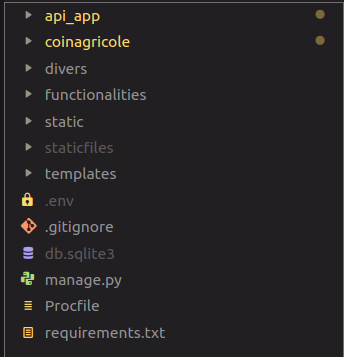 api_app
coinagricole
divers
functionalities
static
staticfiles
templates
.env
.gitignore
db.sqlite3
manage.py
Procfile
requirements.txt